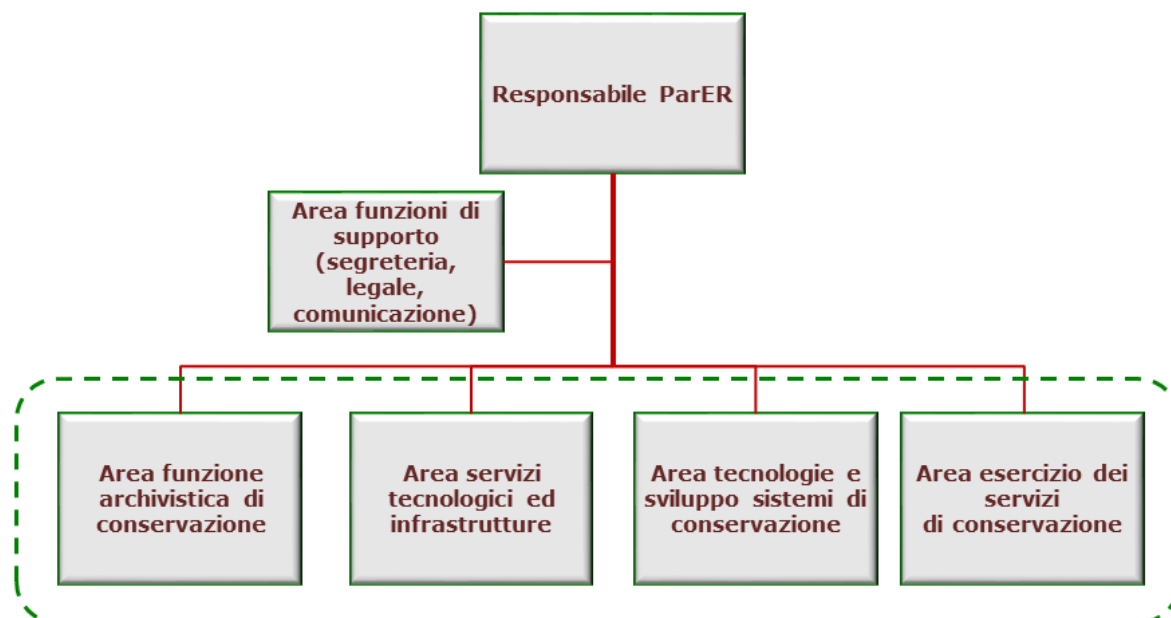 Responsabile ParER
Area funzioni di
supporto
(segreteria,
legale,
comunicazione)
Area funzione
archivistica di
conservazione
Area servizi
tecnologici ed
infrastrutture
Area tecnologie e
sviluppo sistemi di
conservazione
Area esercizio dei
servizi
di conservazione